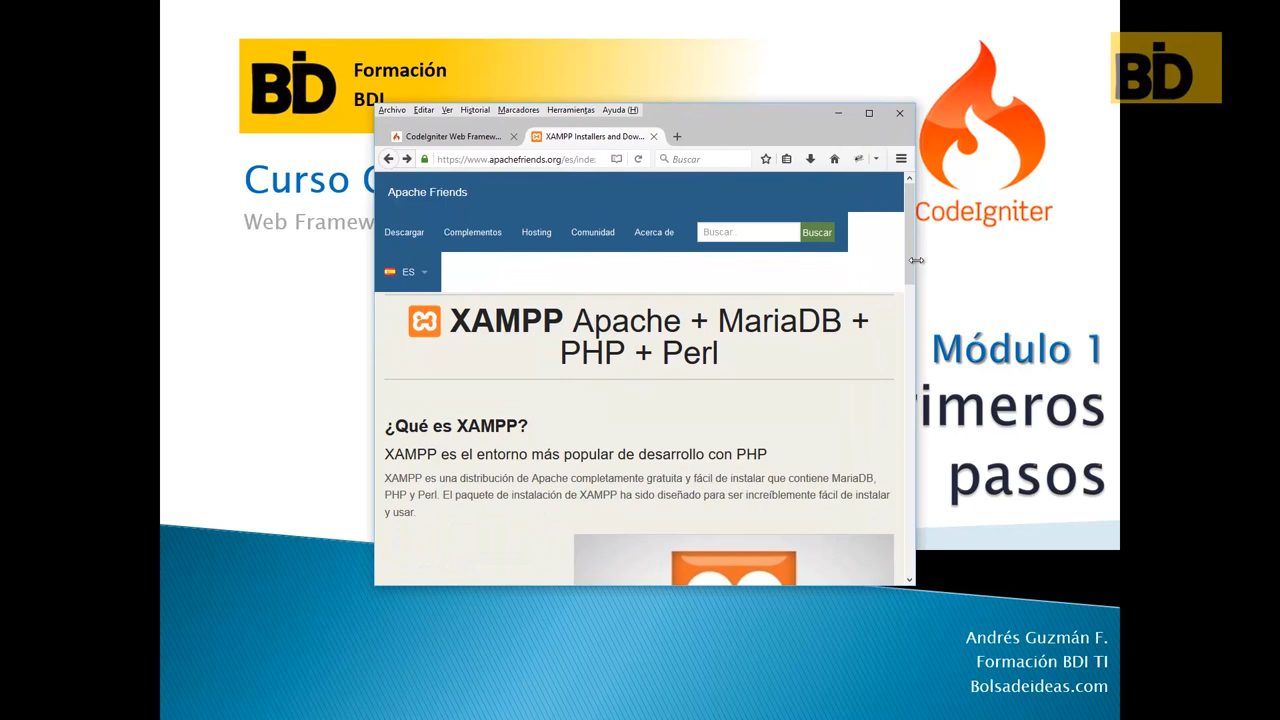 BD
Formación
BDI
BD
Curso
Web Framew
CodeIgniter
Archivo Editar Ver Historial Marcadores Herramientas Ayuda (H)
CodeIgniter Web Framew... XAMPP Installers and Dow...
https://www.apachefriends.org/es/inde: Buscar
Apache Friends
Descargar Complementos Hosting Comunidad Acerca de Buscar... Buscar
ES
XAMPP Apache + MariaDB +
PHP + Perl
¿Qué es XAMPP?
XAMPP es el entorno más popular de desarrollo con PHP
XAMPP es una distribución de Apache completamente gratuita y fácil de instalar que contiene MariaDB,
PHP y Perl. El paquete de instalación de XAMPP ha sido diseñado para ser increíblemente fácil de instalar
y usar.
Módulo 1
rimeros
pasos
Andrés Guzmán F.
Formación BDI TI
Bolsadeideas.com